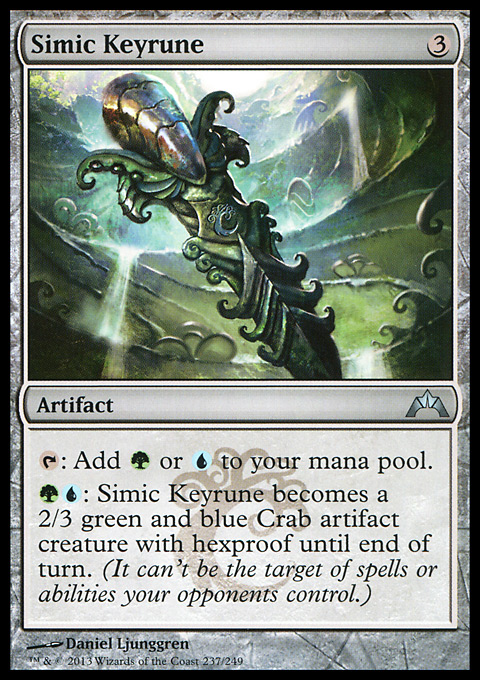 Simic Keyrune 3
Artifact
: Add or to your mana pool.
: Simic Keyrune becomes a
2/3 green and blue Crab artifact
creature with hexproof until end of
turn. (It can't be the target of spells or
abilities your opponents control.)
Daniel Ljunggren
™ & © 2013 Wizards of the Coast 237/249